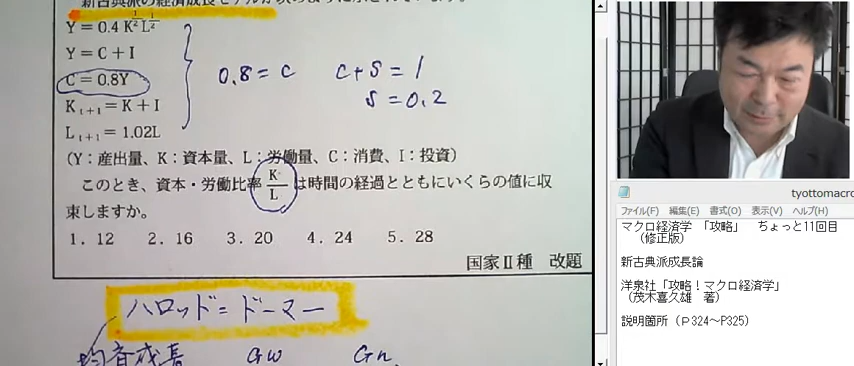 新古典派の経済成長モデルが次のように示されています。
Y = 0.4 K^{1/2} L^{1/2}
Y = C + I
C = 0.8Y
K_{t+1} = K + I
L_{t+1} = 1.02L
0.8 = c c + s = 1
s = 0.2
(Y:産出量、K:資本量、L:労働量、C:消費、I:投資)
このとき、資本・労働比率 K/L は時間の経過とともにいくらの値に収
束しますか。
1. 12 2. 16 3. 20 4. 24 5. 28
国家Ⅱ種 改題
ハロッド=ドーマー
均斉成長 Gw Gn
tyottomacro
ファイル(F) 編集(E) 書式(O) 表示(V) ヘルプ(H)
マクロ経済学 「攻略」 ちょっと11回目
(修正版)
新古典派成長論
洋泉社「攻略!マクロ経済学」
(茂木喜久雄 著)
説明箇所(P324~P325)